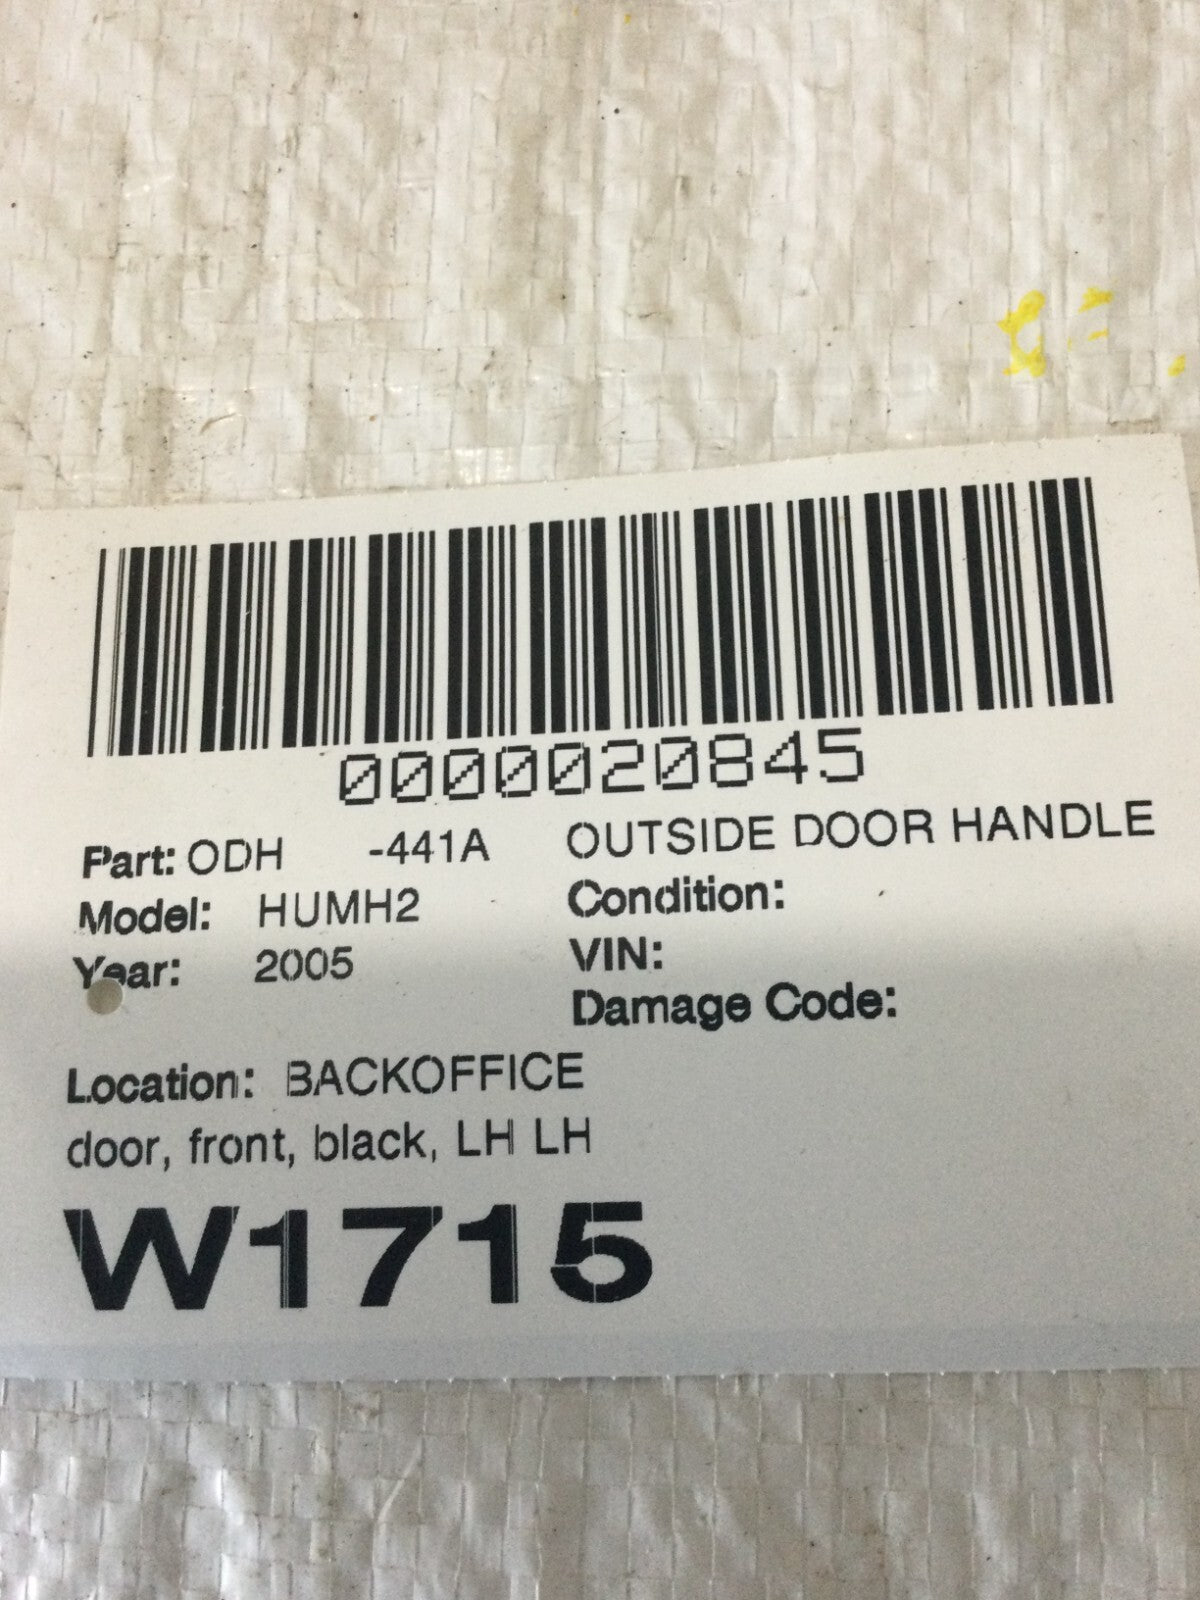 0000020845
Part: ODH -441A OUTSIDE DOOR HANDLE
Model: HUMH2 Condition:
Year: 2005 VIN:
Damage Code:
Location: BACKOFFICE
door, front, black, LH LH
W1715